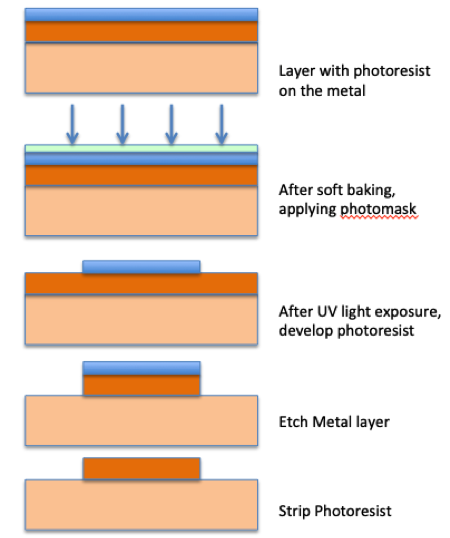 Layer with photoresist
on the metal
After soft baking,
applying photomask
After UV light exposure,
develop photoresist
Etch Metal layer
Strip Photoresist